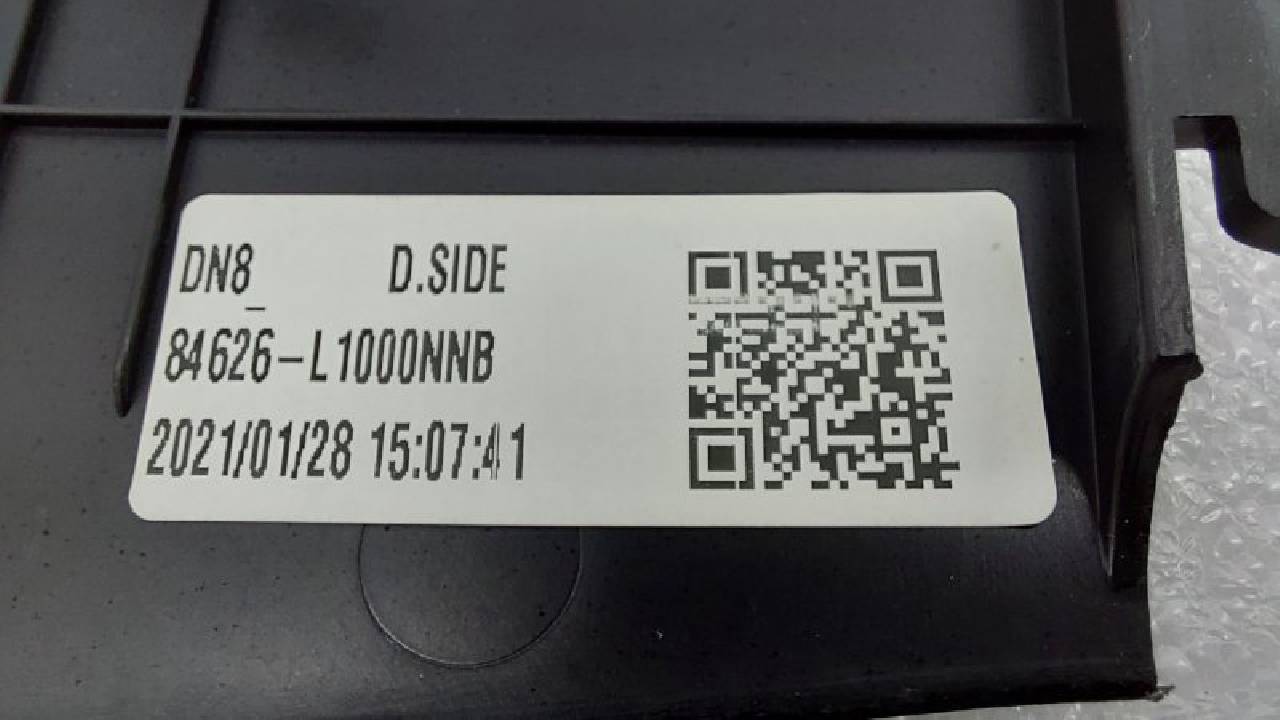 DN8_ D.SIDE
84626-L1000NNB
2021/01/28 15:07:41